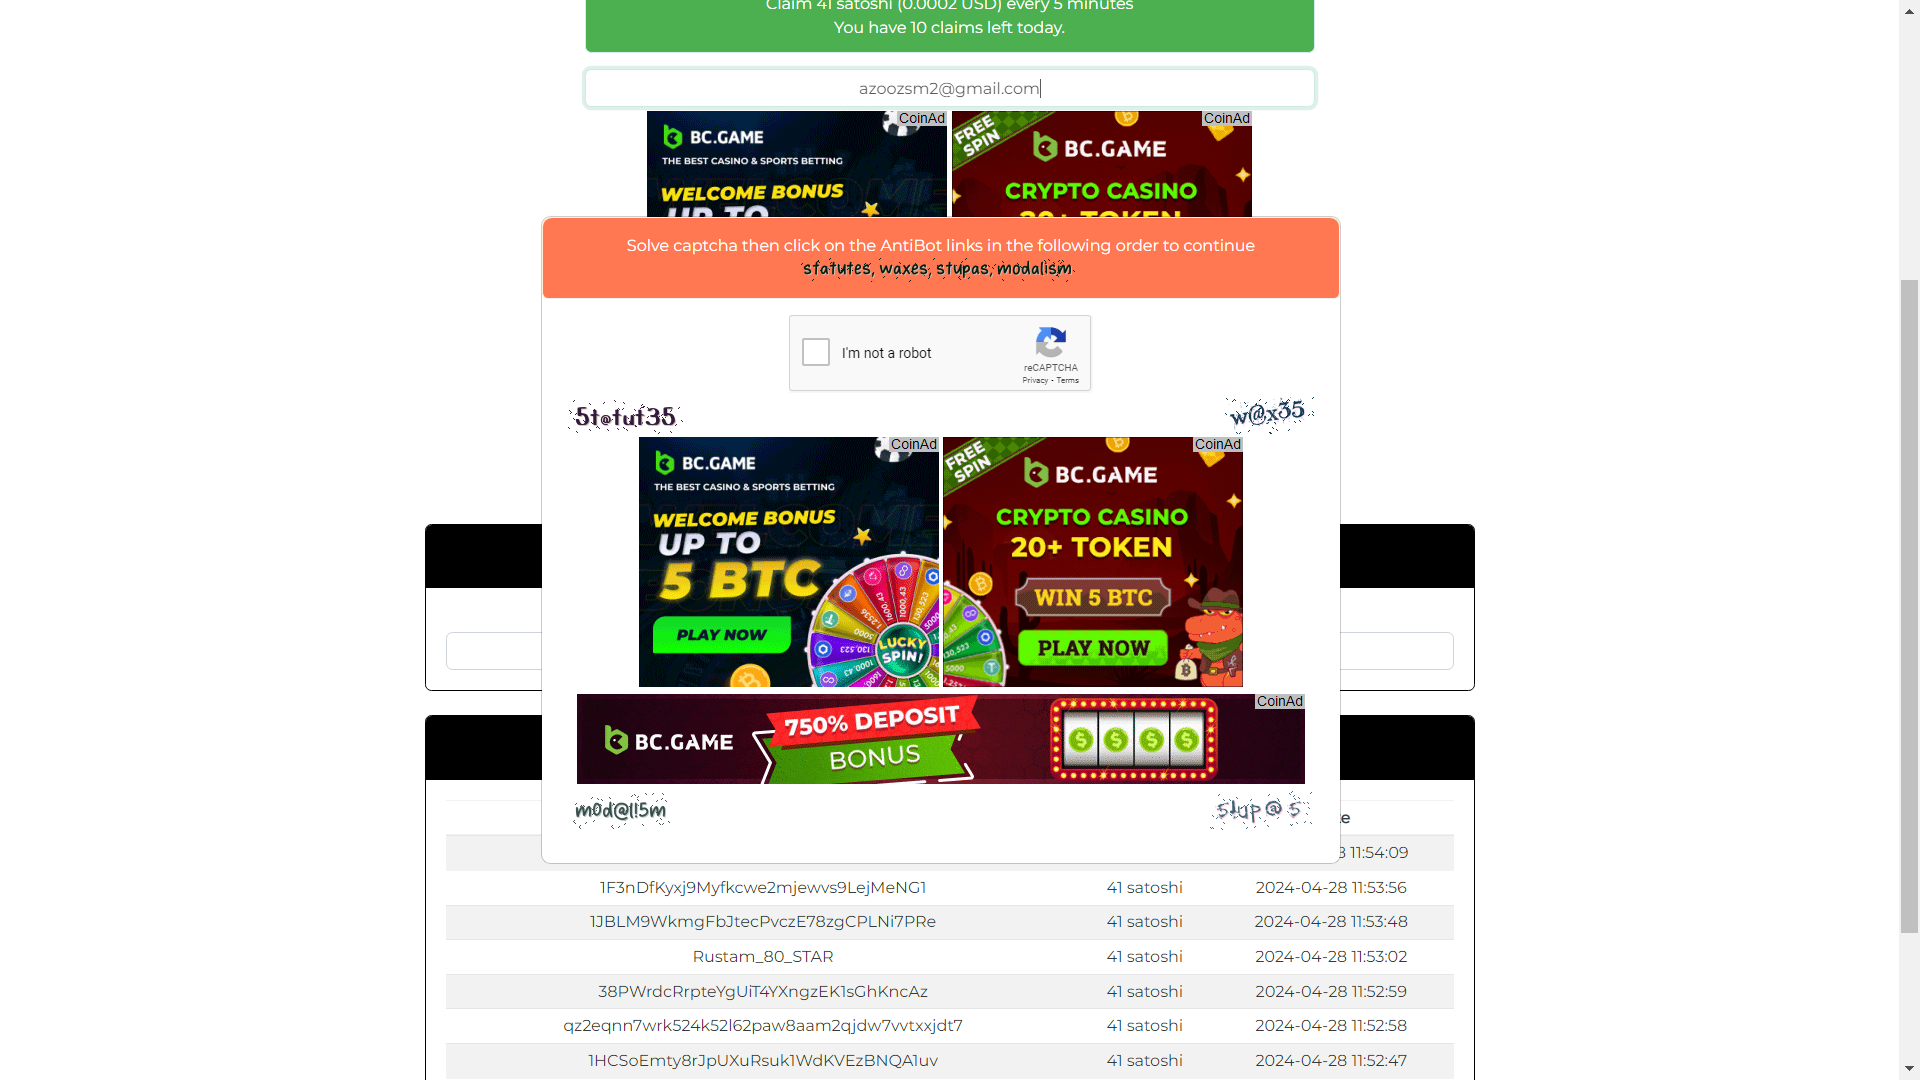 Claim 41 satoshi (0.0002 USD) every 5 minutes
You have 10 claims left today.
azoozsm2@gmail.com
CoinAd
CoinAd
BC.GAME
THE BEST CASINO & SPORTS BETTING
WELCOME BONUS
UP TO
FREE SPIN
BC.GAME
CRYPTO CASINO
20+ TOKEN
Solve captcha then click on the AntiBot links in the following order to continue
sfatutes, waxes, stupas, modalism
I'm not a robot
reCAPTCHA
Privacy - Terms
5t@tut35
w@x35
CoinAd
CoinAd
BC.GAME
THE BEST CASINO & SPORTS BETTING
WELCOME BONUS
UP TO
5 BTC
PLAY NOW
LUCKY SPIN!
FREE SPIN
BC.GAME
CRYPTO CASINO
20+ TOKEN
WIN 5 BTC
PLAY NOW
CoinAd
BC.GAME
750% DEPOSIT
BONUS
m0d@l!5m
5tup@5
8 11:54:09
1F3nDfKyxj9Myfkcwe2mjewvs9LejMeNG1 41 satoshi 2024-04-28 11:53:56
1JBLM9WkmgFbJtecPvczE78zgCPLNi7PRe 41 satoshi 2024-04-28 11:53:48
Rustam_80_STAR 41 satoshi 2024-04-28 11:53:02
38PWrdcRrpteYgUiT4YXngzEK1sGhKncAz 41 satoshi 2024-04-28 11:52:59
qz2eqnn7wrk524k52l62paw8aam2qjdw7vvtxxjdt7 41 satoshi 2024-04-28 11:52:58
1HCSoEmty8rJpUXuRsuk1WdKVEzBNQA1uv 41 satoshi 2024-04-28 11:52:47